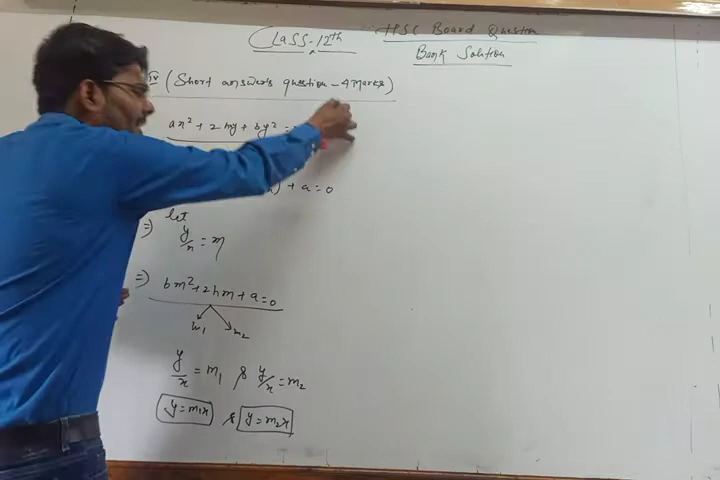 CLASS-12th HSC Board Question
Bank Solution
IV (Short answers question - 4 Marks)
ax² + 2hxy + by² =
+ a = 0
let
⇒ y/x = m
⇒ bm² + 2hm + a = 0
m₁ m₂
y/x = m₁ & y/x = m₂
y = m₁x & y = m₂x